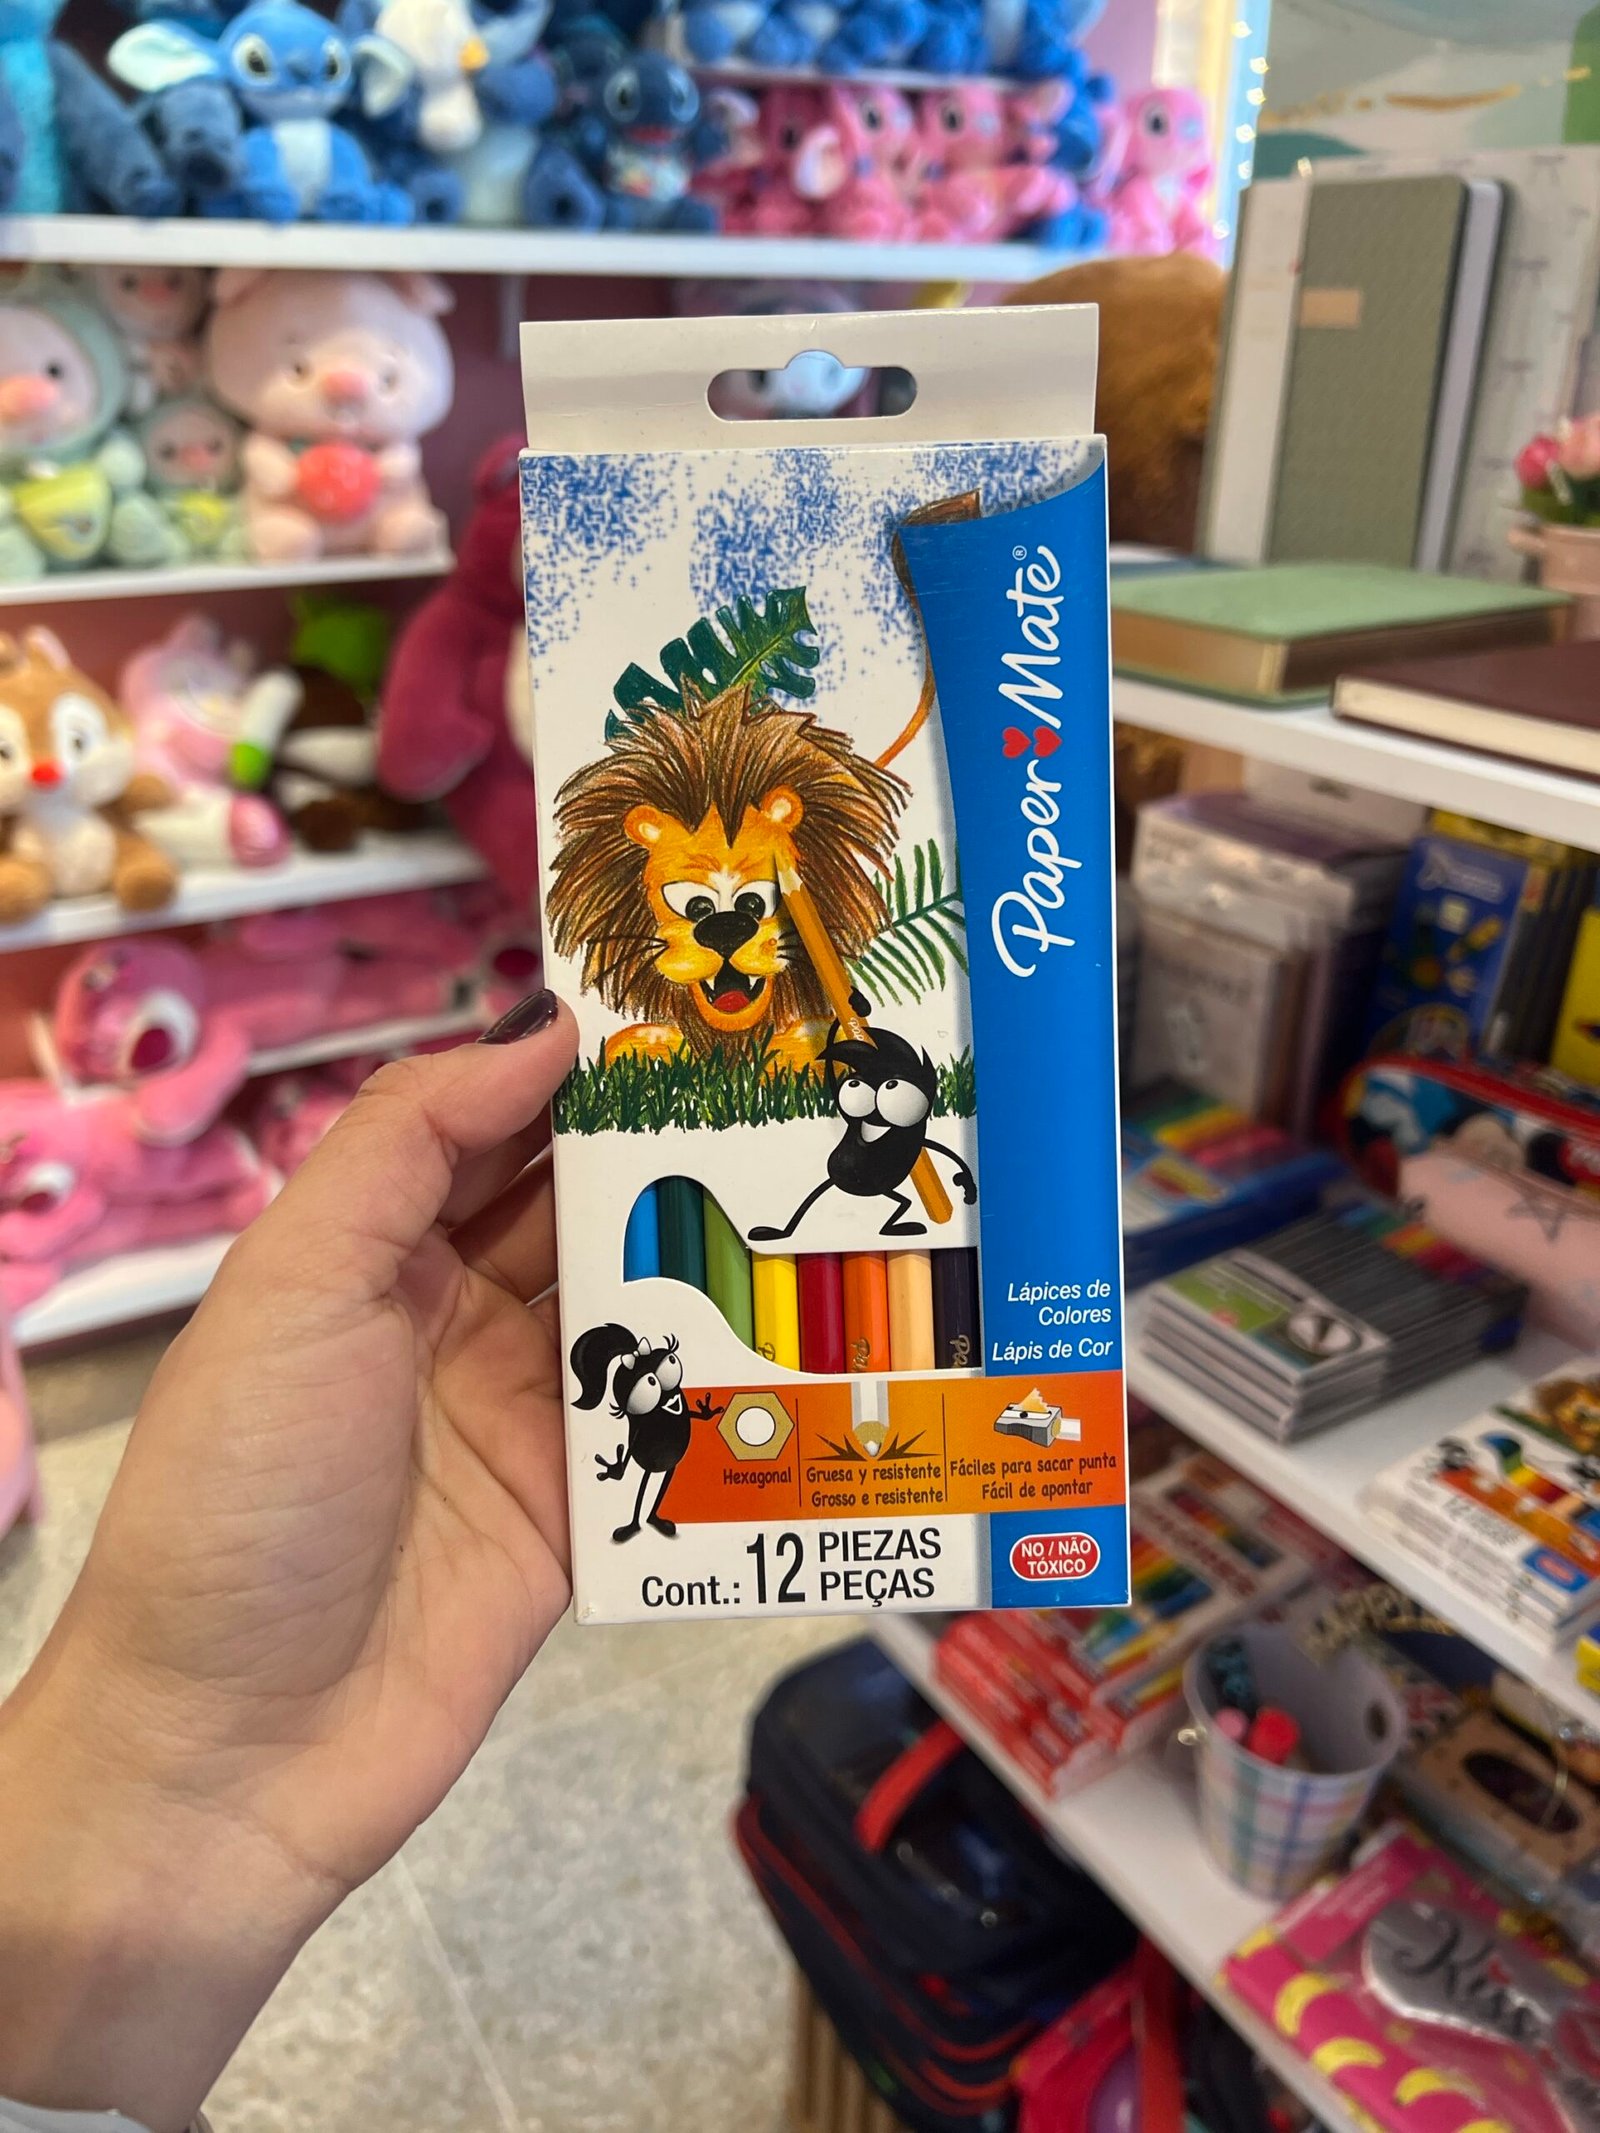 Paper Mate®
Lápices de
Colores
Lápis de Cor
Hexagonal
Gruesa y resistente
Grosso e resistente
Fáciles para sacar punta
Fácil de apontar
Cont.: 12 PIEZAS
PEÇAS
NO / NÃO
TÓXICO
Kiss